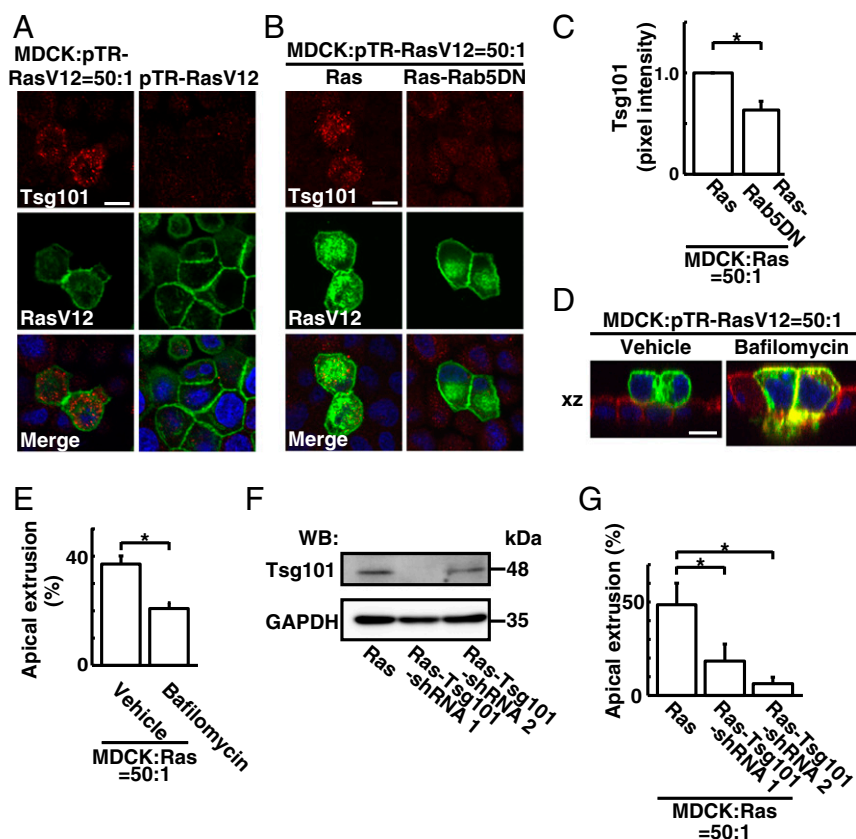 A
MDCK:pTR-
RasV12=50:1
pTR-RasV12
Tsg101
RasV12
Merge
B
MDCK:pTR-RasV12=50:1
Ras
Ras-Rab5DN
Tsg101
RasV12
Merge
C
*
Tsg101
(pixel intensity)
1.0
0
Ras
Ras-
Rab5DN
MDCK:Ras
=50:1
D
MDCK:pTR-RasV12=50:1
Vehicle
Bafilomycin
xz
E
*
Apical extrusion
(%)
40
0
Vehicle
Bafilomycin
MDCK:Ras
=50:1
F
WB:
kDa
Tsg101
48
GAPDH
35
Ras
Ras-Tsg101
-shRNA 1
Ras-Tsg101
-shRNA 2
G
*
*
Apical extrusion (%)
50
0
Ras
Ras-Tsg101
-shRNA 1
Ras-Tsg101
-shRNA 2
MDCK:Ras
=50:1